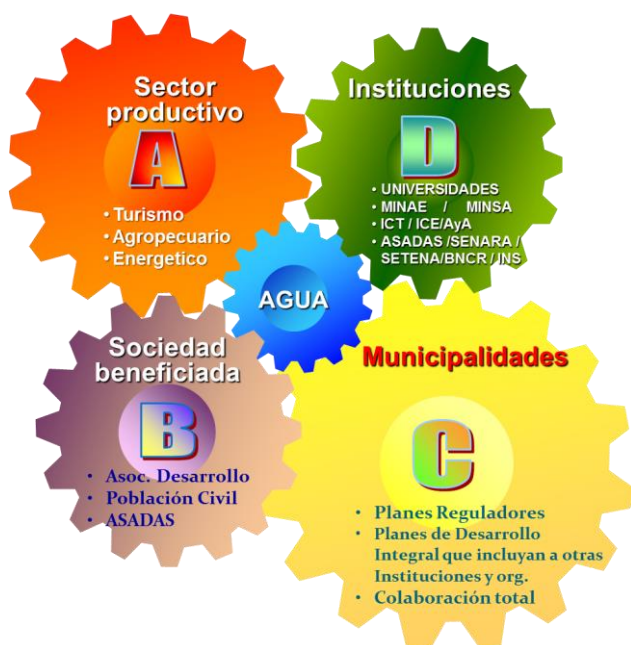 Sector
productivo
A
• Turismo
• Agropecuario
• Energetico
Instituciones
D
• UNIVERSIDADES
• MINAE / MINSA
• ICT / ICE/AyA
• ASADAS /SENARA /
SETENA/BNCR / INS
AGUA
Sociedad
beneficiada
B
• Asoc. Desarrollo
• Población Civil
• ASADAS
Municipalidades
C
• Planes Reguladores
• Planes de Desarrollo
Integral que incluyan a otras
Instituciones y org.
• Colaboración total